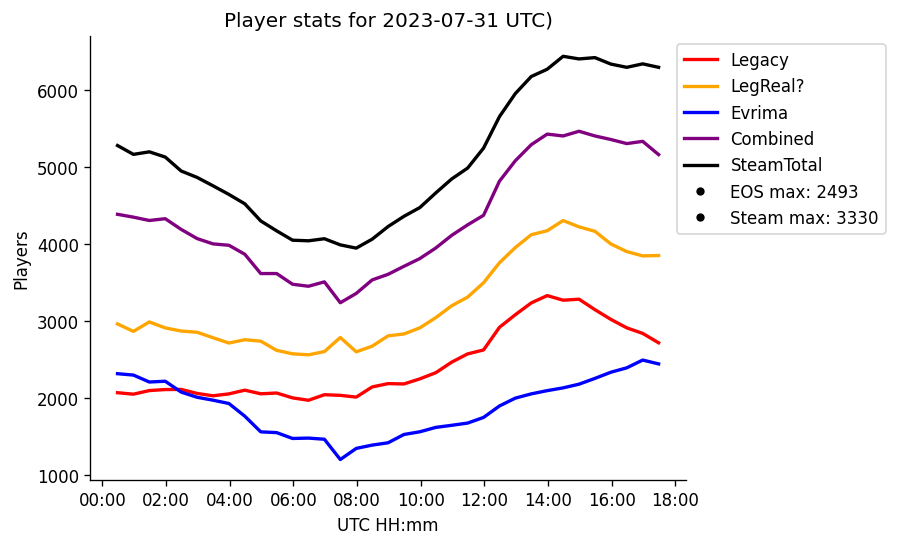 Player stats for 2023-07-31 UTC)
Legacy
LegReal?
Evrima
Combined
SteamTotal
EOS max: 2493
Steam max: 3330
Players
6000
5000
4000
3000
2000
1000
00:00 02:00 04:00 06:00 08:00 10:00 12:00 14:00 16:00 18:00
UTC HH:mm